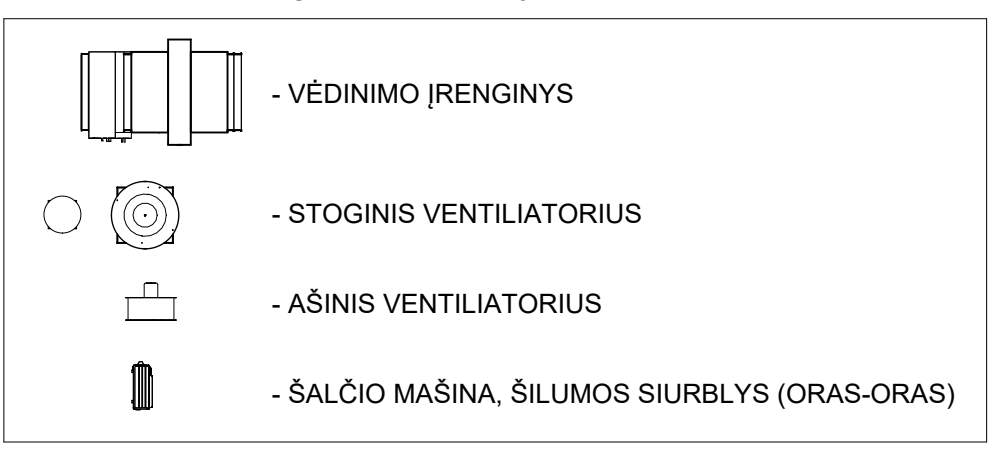 - VĖDINIMO ĮRENGINYS
- STOGINIS VENTILIATORIUS
- AŠINIS VENTILIATORIUS
- ŠALČIO MAŠINA, ŠILUMOS SIURBLYS (ORAS-ORAS)